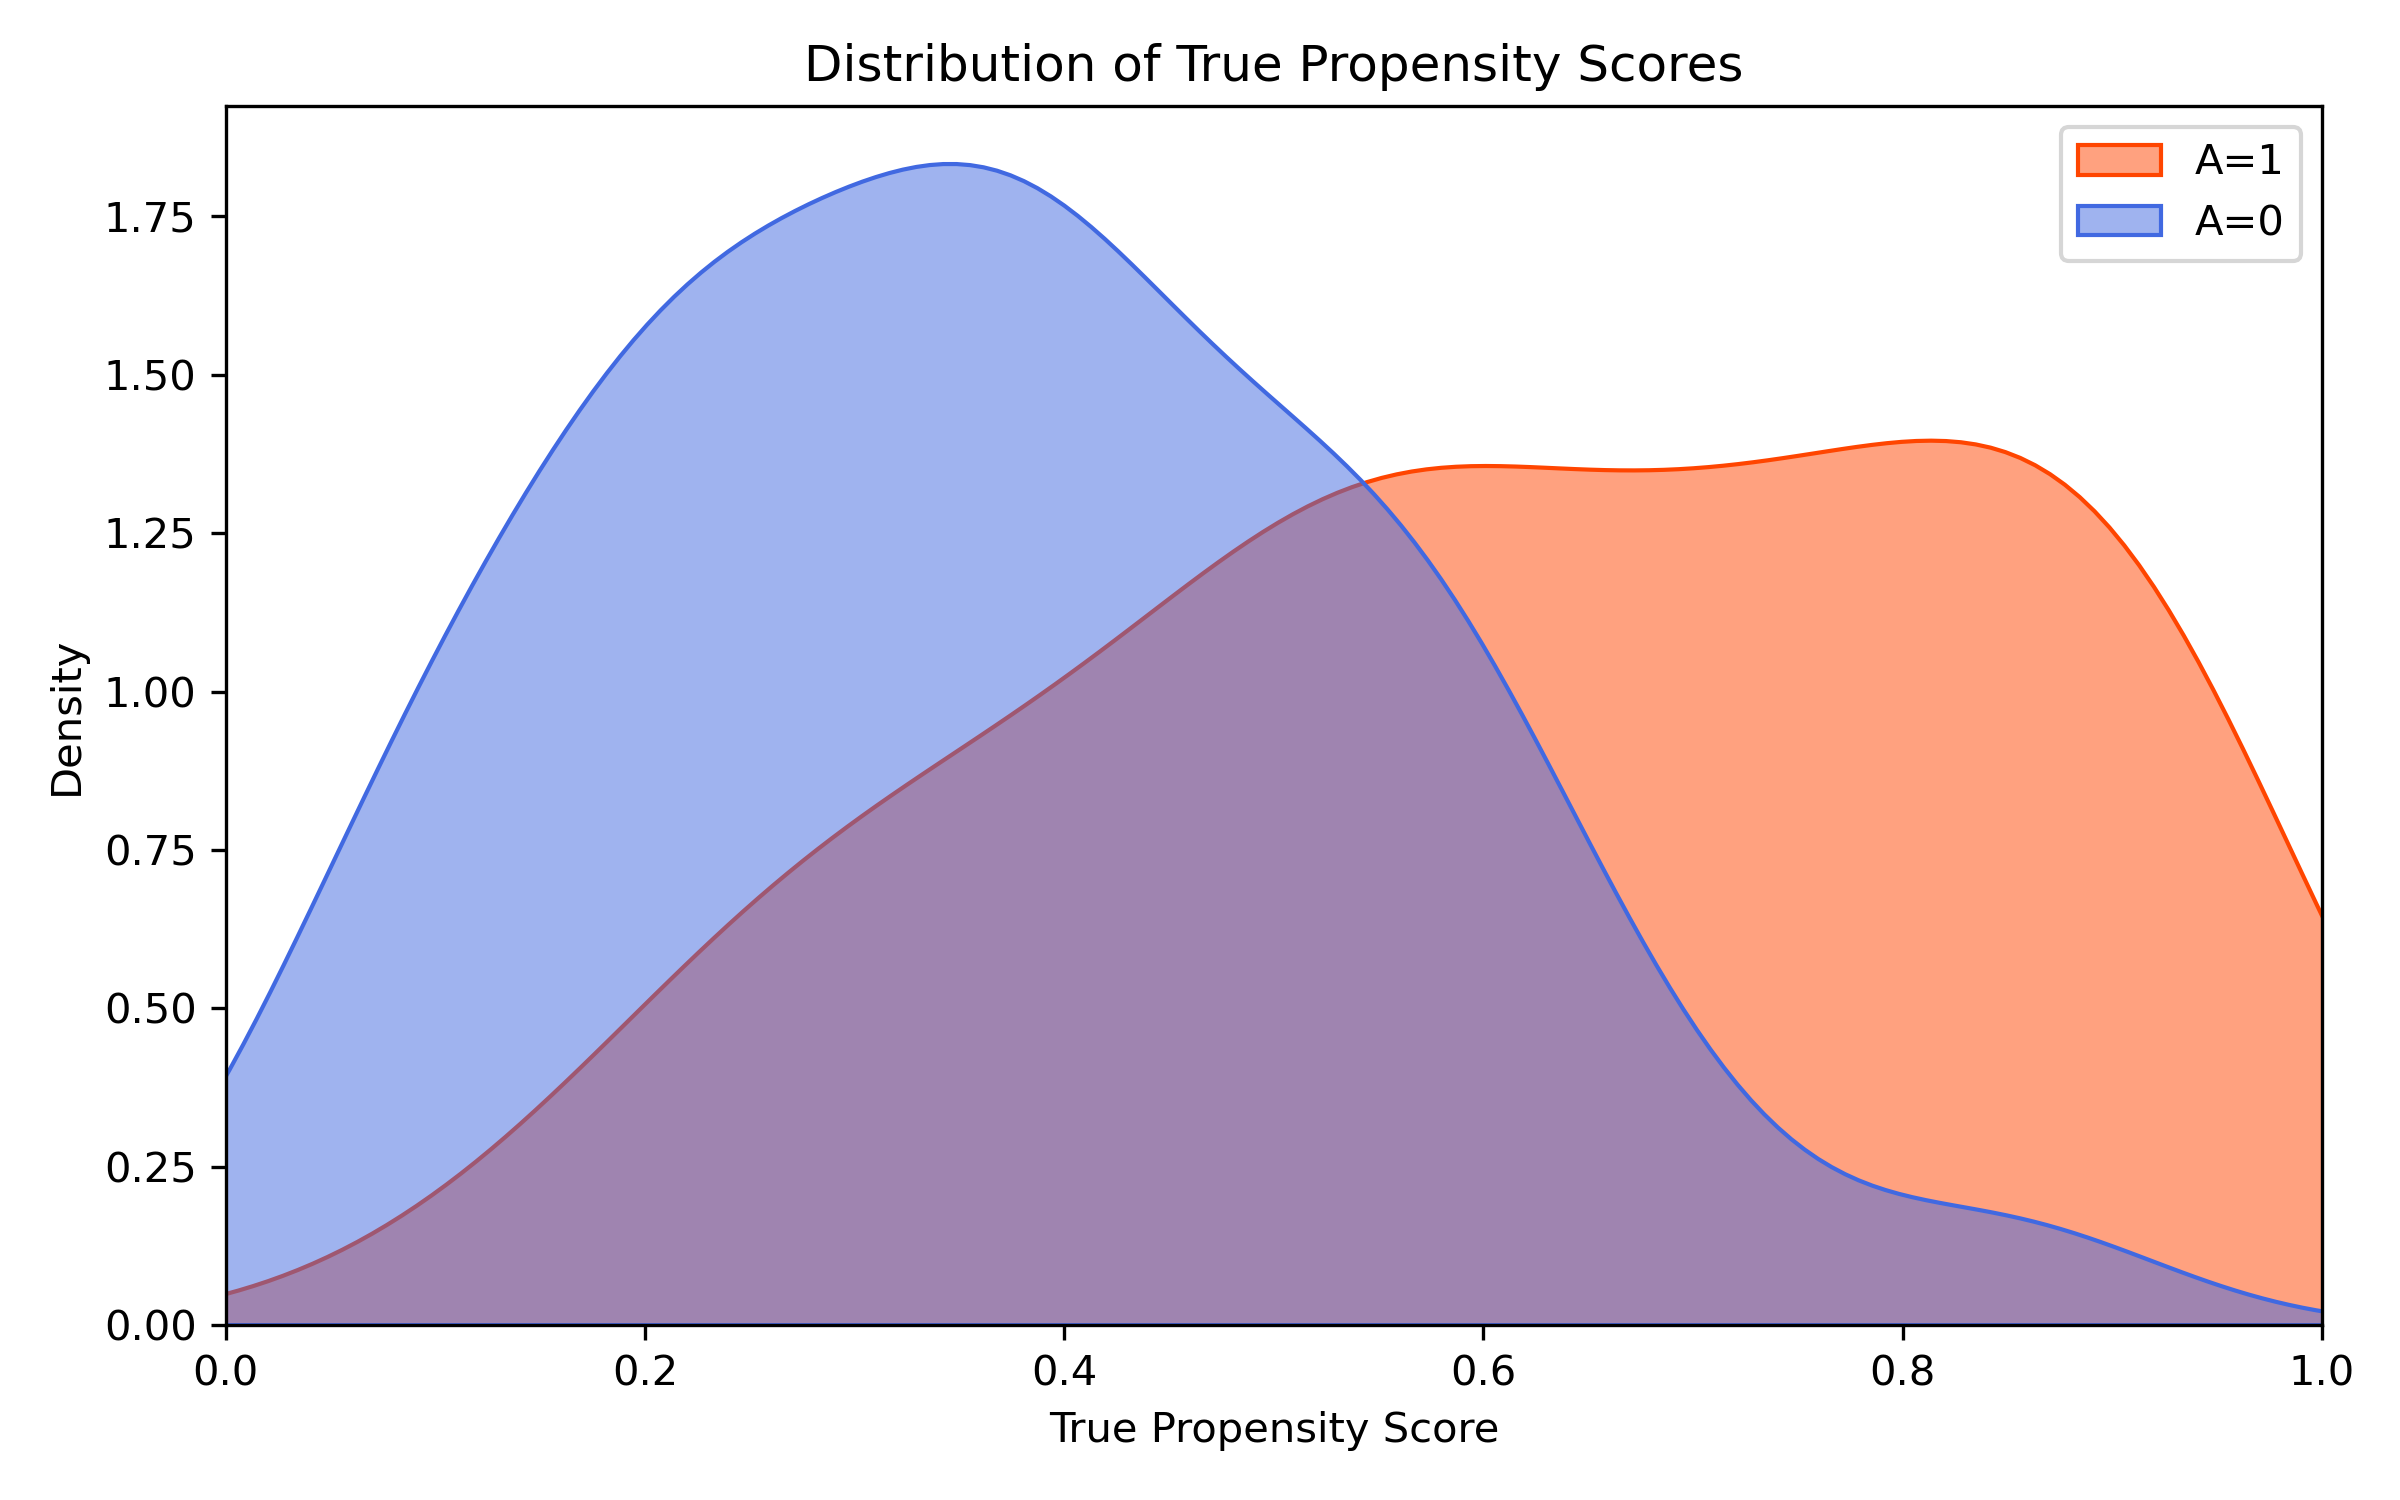 Distribution of True Propensity Scores
A=1
A=0
1.75
1.50
1.25
1.00
0.75
0.50
0.25
0.00
Density
0.0 0.2 0.4 0.6 0.8 1.0
True Propensity Score